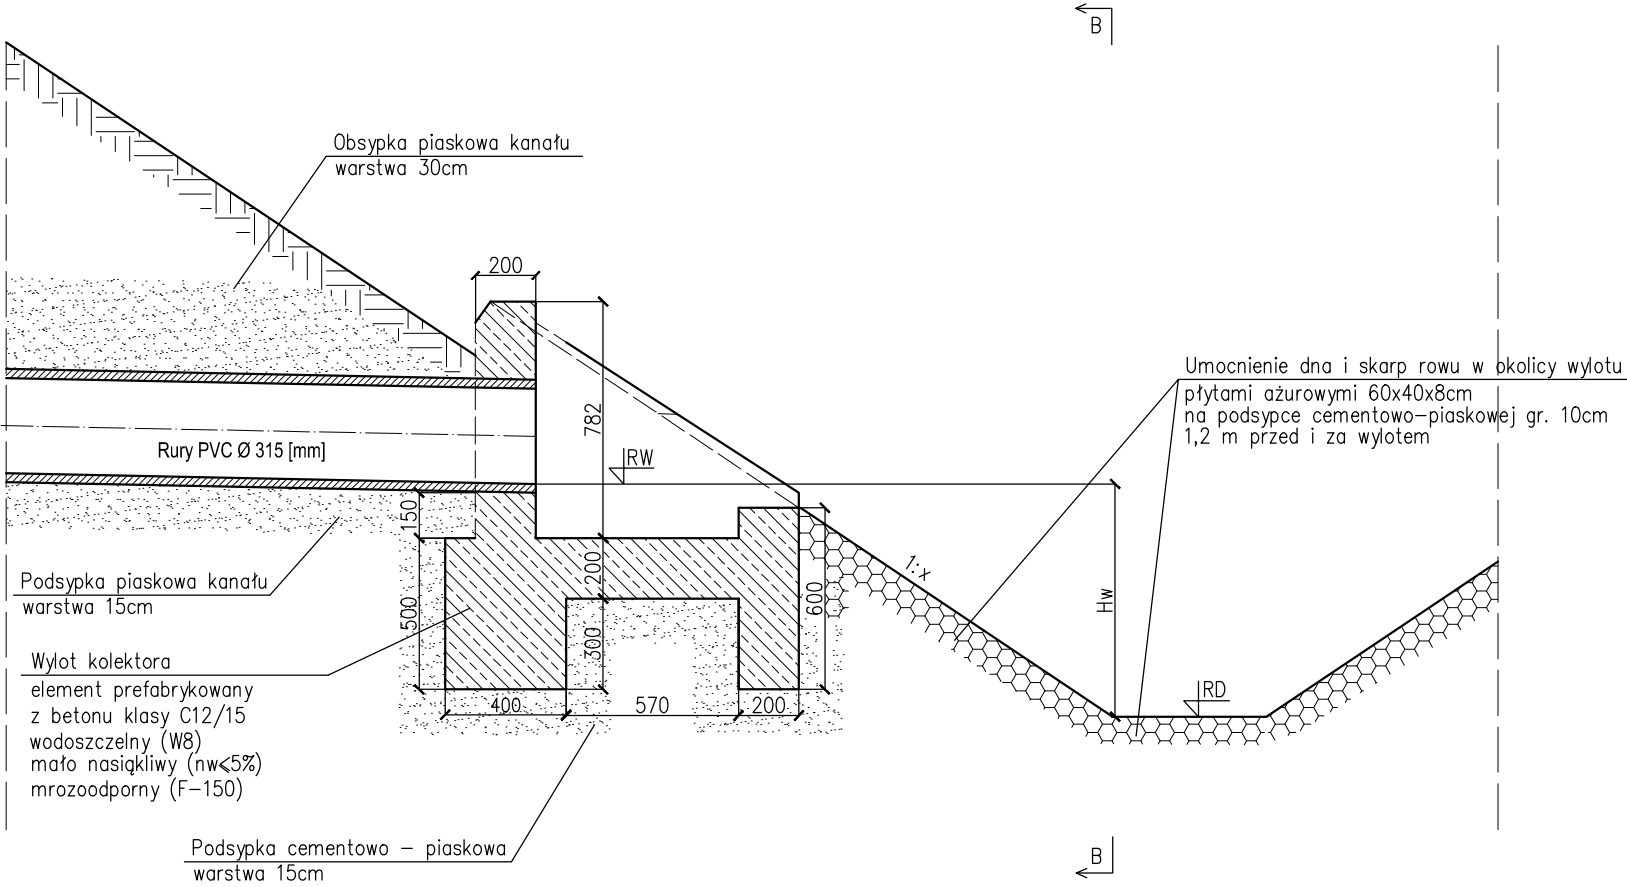 B
Obsypka piaskowa kanału
warstwa 30cm
200
782
Umocnienie dna i skarp rowu w okolicy wylotu
płytami ażurowymi 60x40x8cm
na podsypce cementowo-piaskowej gr. 10cm
1,2 m przed i za wylotem
Rury PVC Ø 315 [mm]
RW
150
200
1:x
500
600
Hw
300
Podsypka piaskowa kanału
warstwa 15cm
Wylot kolektora
element prefabrykowany
z betonu klasy C12/15
wodoszczelny (W8)
mało nasiąkliwy (nw<5%)
mrozoodporny (F-150)
400
570
200
RD
Podsypka cementowo - piaskowa
warstwa 15cm
B